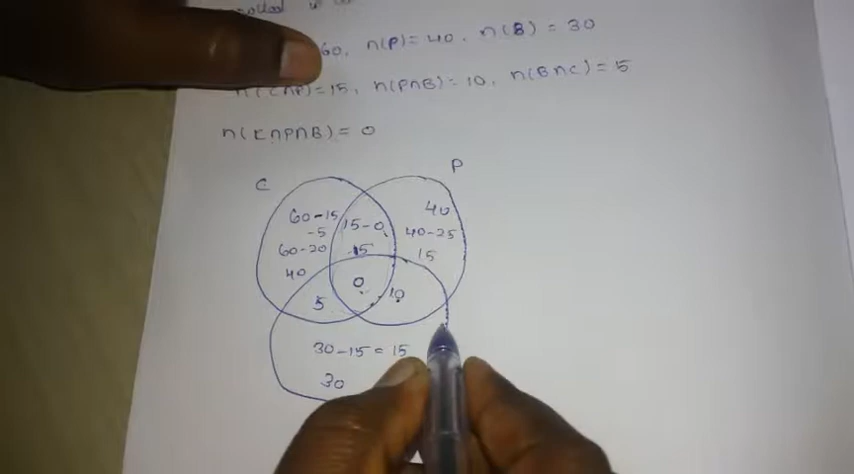 60, n(P) = 40, n(B) = 30
n(C∩P) = 15, n(P∩B) = 10, n(B∩C) = 5
n(C∩P∩B) = 0
C
P
60-15
-5
60-20
40
15-0
15
40
40-25
15
0
5
10
30-15 = 15
30